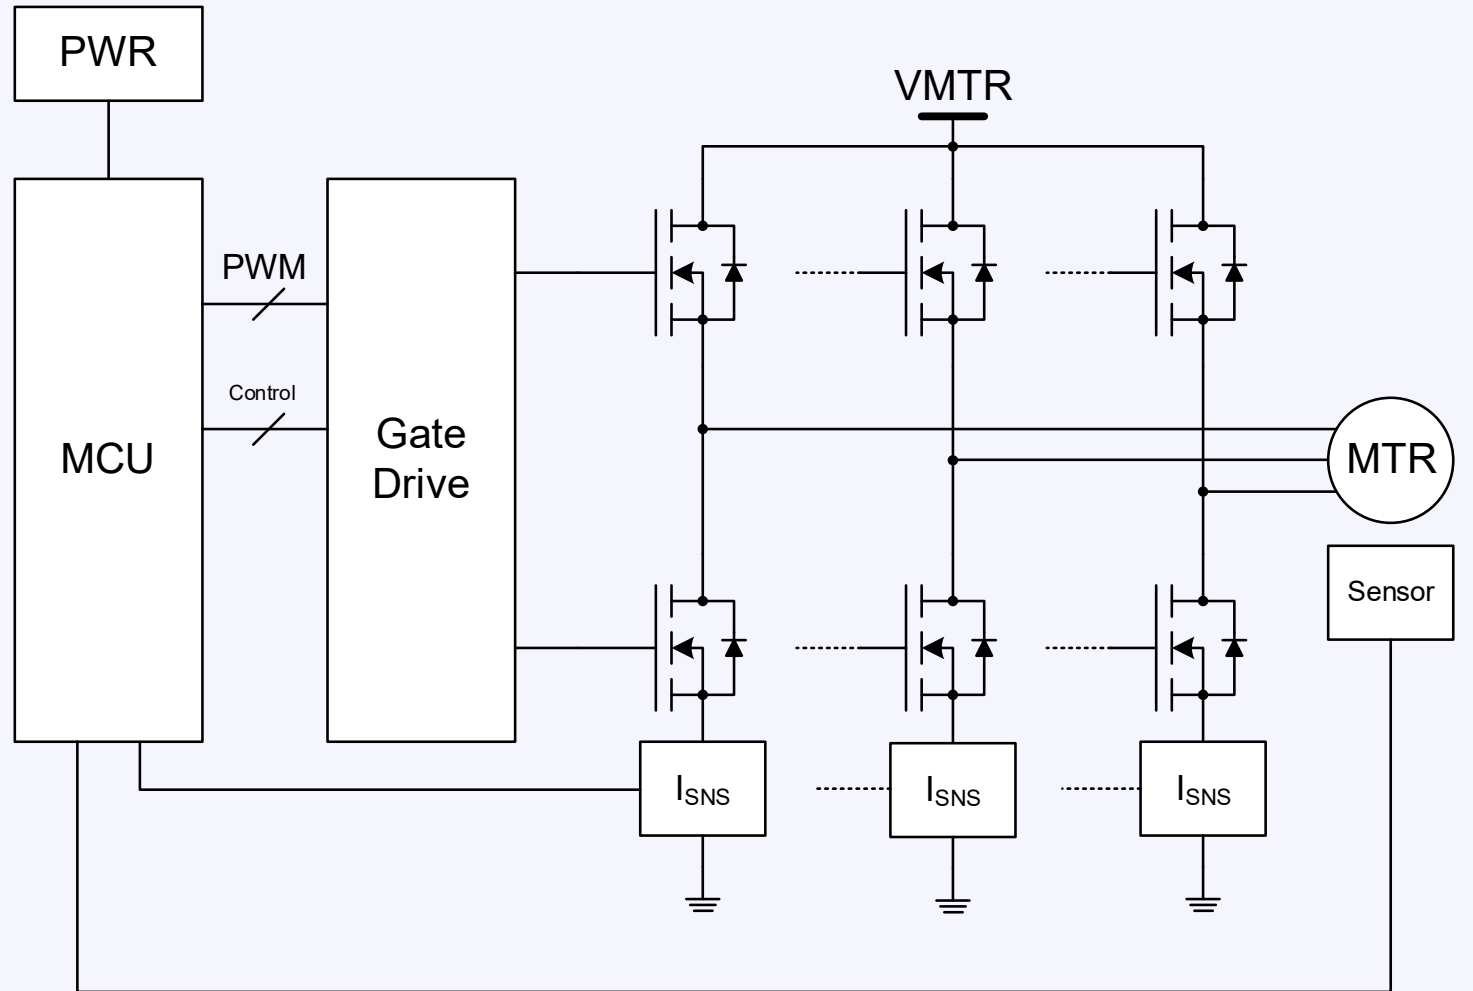 PWR
VMTR
PWM
Control
MCU
Gate
Drive
MTR
Sensor
ISNS
ISNS
ISNS